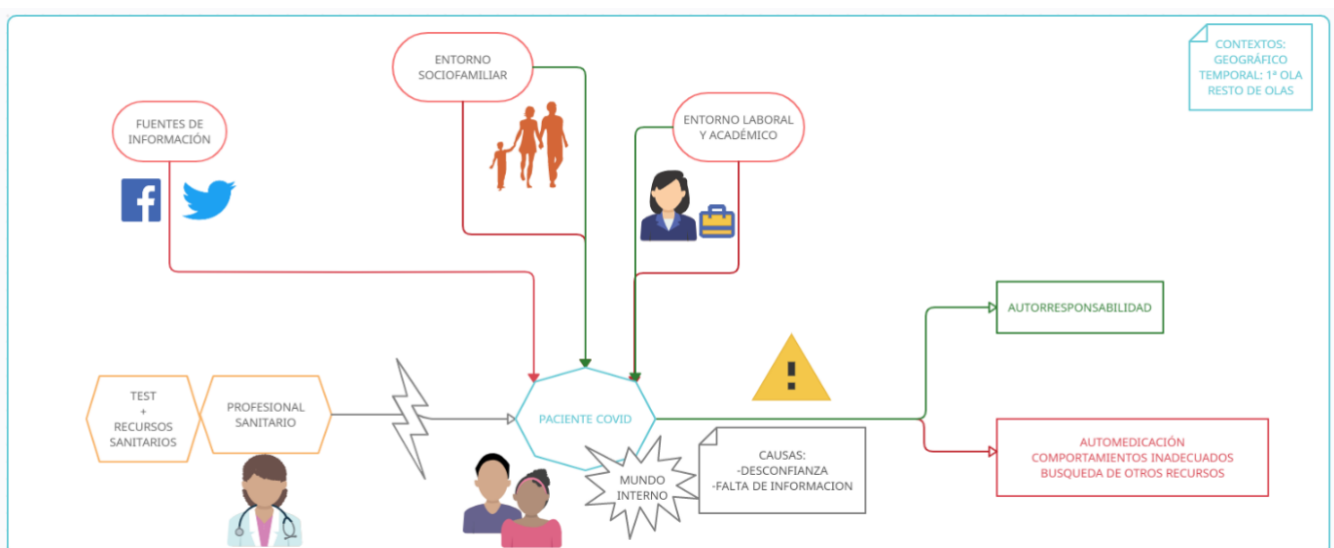 CONTEXTOS:
GEOGRÁFICO
TEMPORAL: 1ª OLA
RESTO DE OLAS
ENTORNO
SOCIOFAMILIAR
FUENTES DE
INFORMACIÓN
ENTORNO LABORAL
Y ACADÉMICO
AUTORRESPONSABILIDAD
TEST
+
RECURSOS
SANITARIOS
PROFESIONAL
SANITARIO
PACIENTE COVID
MUNDO
INTERNO
CAUSAS:
-DESCONFIANZA
-FALTA DE INFORMACION
AUTOMEDICACIÓN
COMPORTAMIENTOS INADECUADOS
BUSQUEDA DE OTROS RECURSOS